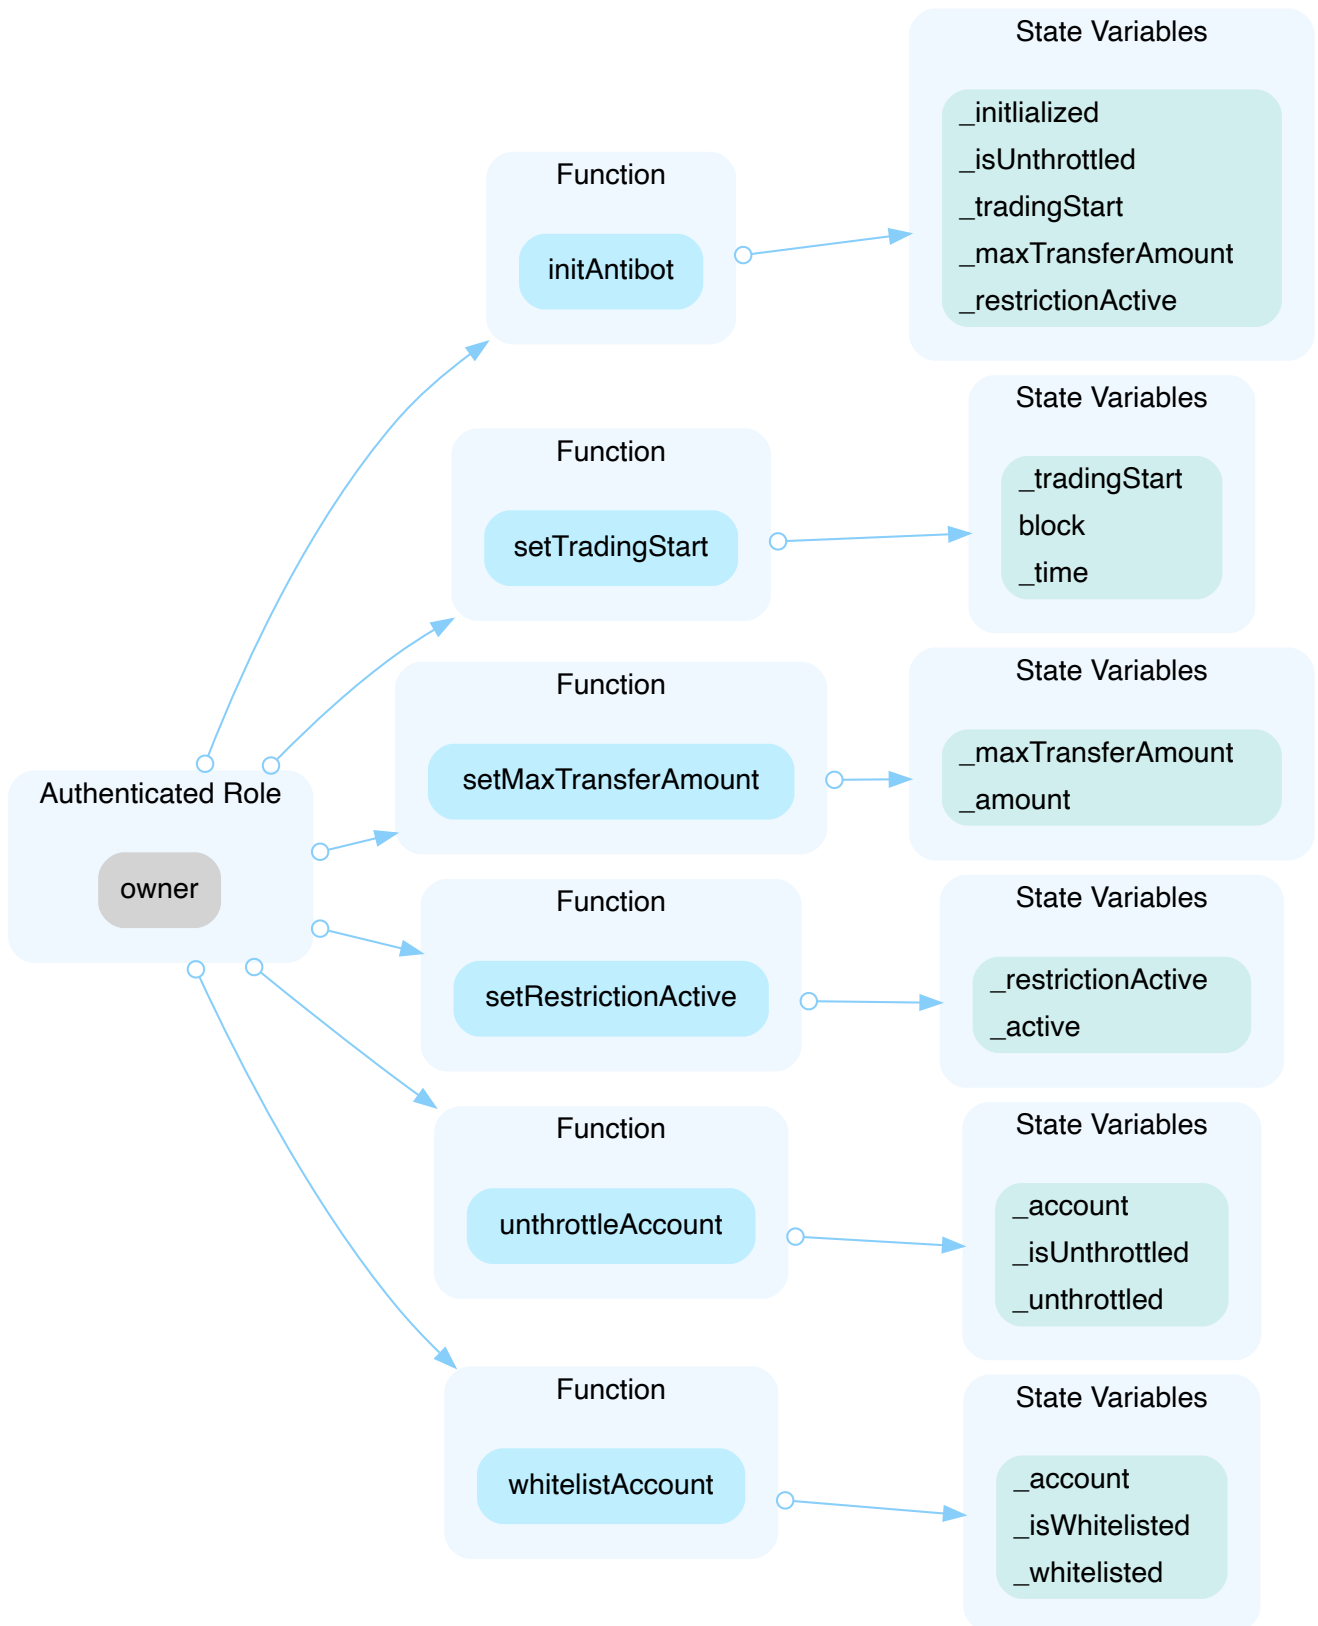 Authenticated Role
owner
Function
initAntibot
State Variables
_initlialized
_isUnthrottled
_tradingStart
_maxTransferAmount
_restrictionActive
Function
setTradingStart
State Variables
_tradingStart
block
_time
Function
setMaxTransferAmount
State Variables
_maxTransferAmount
_amount
Function
setRestrictionActive
State Variables
_restrictionActive
_active
Function
unthrottleAccount
State Variables
_account
_isUnthrottled
_unthrottled
Function
whitelistAccount
State Variables
_account
_isWhitelisted
_whitelisted